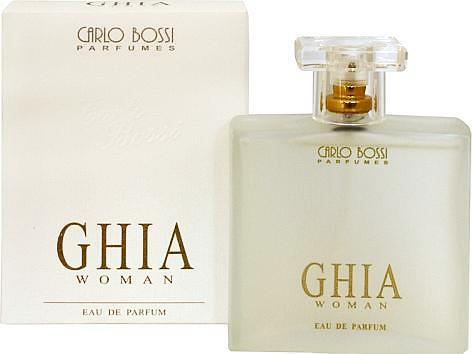 CARLO BOSSI
PARFUMES
GHIA
WOMAN
EAU DE PARFUM
CARLO BOSSI
PARFUMES
GHIA
WOMAN
EAU DE PARFUM